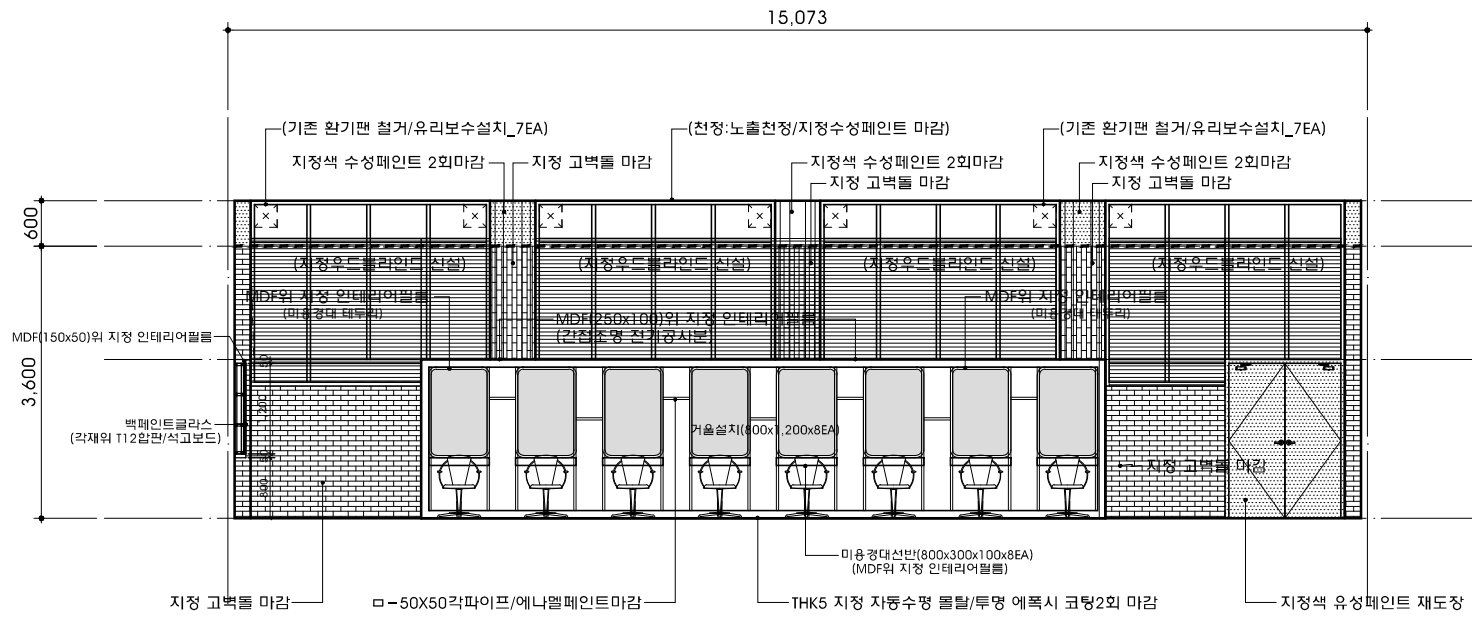 15,073
(기존 환기팬 철거/유리보수설치_7EA)
(천정:노출천정/지정수성페인트 마감)
(기존 환기팬 철거/유리보수설치_7EA)
지정색 수성페인트 2회마감
지정 고벽돌 마감
지정색 수성페인트 2회마감
지정색 수성페인트 2회마감
지정 고벽돌 마감
지정 고벽돌 마감
600
(지정우드블라인드 신설)
(지정우드블라인드 신설)
(지정우드블라인드 신설)
(지정우드블라인드 신설)
MDF위 지정 인테리어필름
(미용경대 테두리)
MDF위 지정 인테리어필름
(미용경대 테두리)
MDF(250x100)위 지정 인테리어필름
(간접조명 전기공사분)
MDF(150x50)위 지정 인테리어필름
3,600
백페인트글라스
(각재위 T12합판/석고보드)
거울설치(800x1,200x8EA)
지정 고벽돌 마감
미용경대선반(800x300x100x8EA)
(MDF위 지정 인테리어필름)
지정 고벽돌 마감
ㅁ-50X50각파이프/에나멜페인트마감
THK5 지정 자동수평 몰탈/투명 에폭시 코팅2회 마감
지정색 유성페인트 재도장